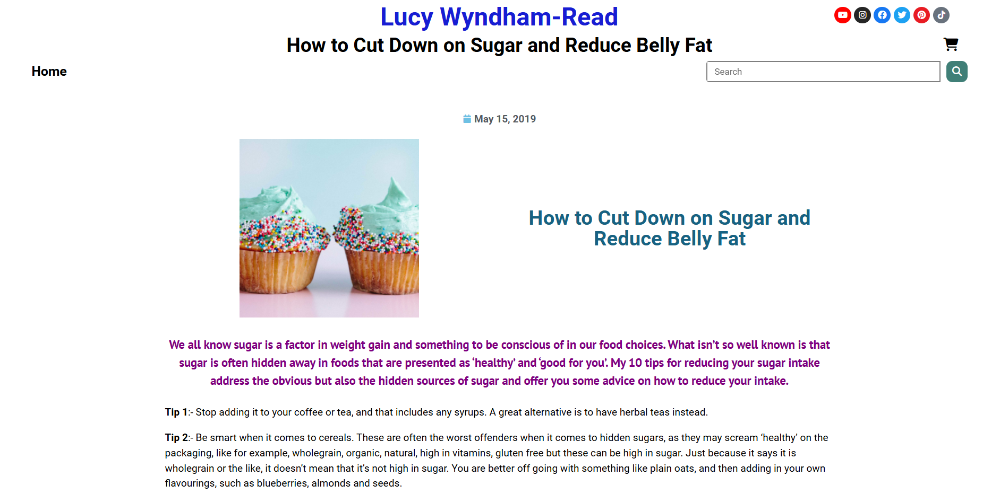 Lucy Wyndham-Read
How to Cut Down on Sugar and Reduce Belly Fat
Home
Search
May 15, 2019
How to Cut Down on Sugar and
Reduce Belly Fat
We all know sugar is a factor in weight gain and something to be conscious of in our food choices. What isn’t so well known is that
sugar is often hidden away in foods that are presented as ‘healthy’ and ‘good for you’. My 10 tips for reducing your sugar intake
address the obvious but also the hidden sources of sugar and offer you some advice on how to reduce your intake.
Tip 1:- Stop adding it to your coffee or tea, and that includes any syrups. A great alternative is to have herbal teas instead.
Tip 2:- Be smart when it comes to cereals. These are often the worst offenders when it comes to hidden sugars, as they may scream ‘healthy’ on the
packaging, like for example, wholegrain, organic, natural, high in vitamins, gluten free but these can be high in sugar. Just because it says it is
wholegrain or the like, it doesn’t mean that it’s not high in sugar. You are better off going with something like plain oats, and then adding in your own
flavourings, such as blueberries, almonds and seeds.